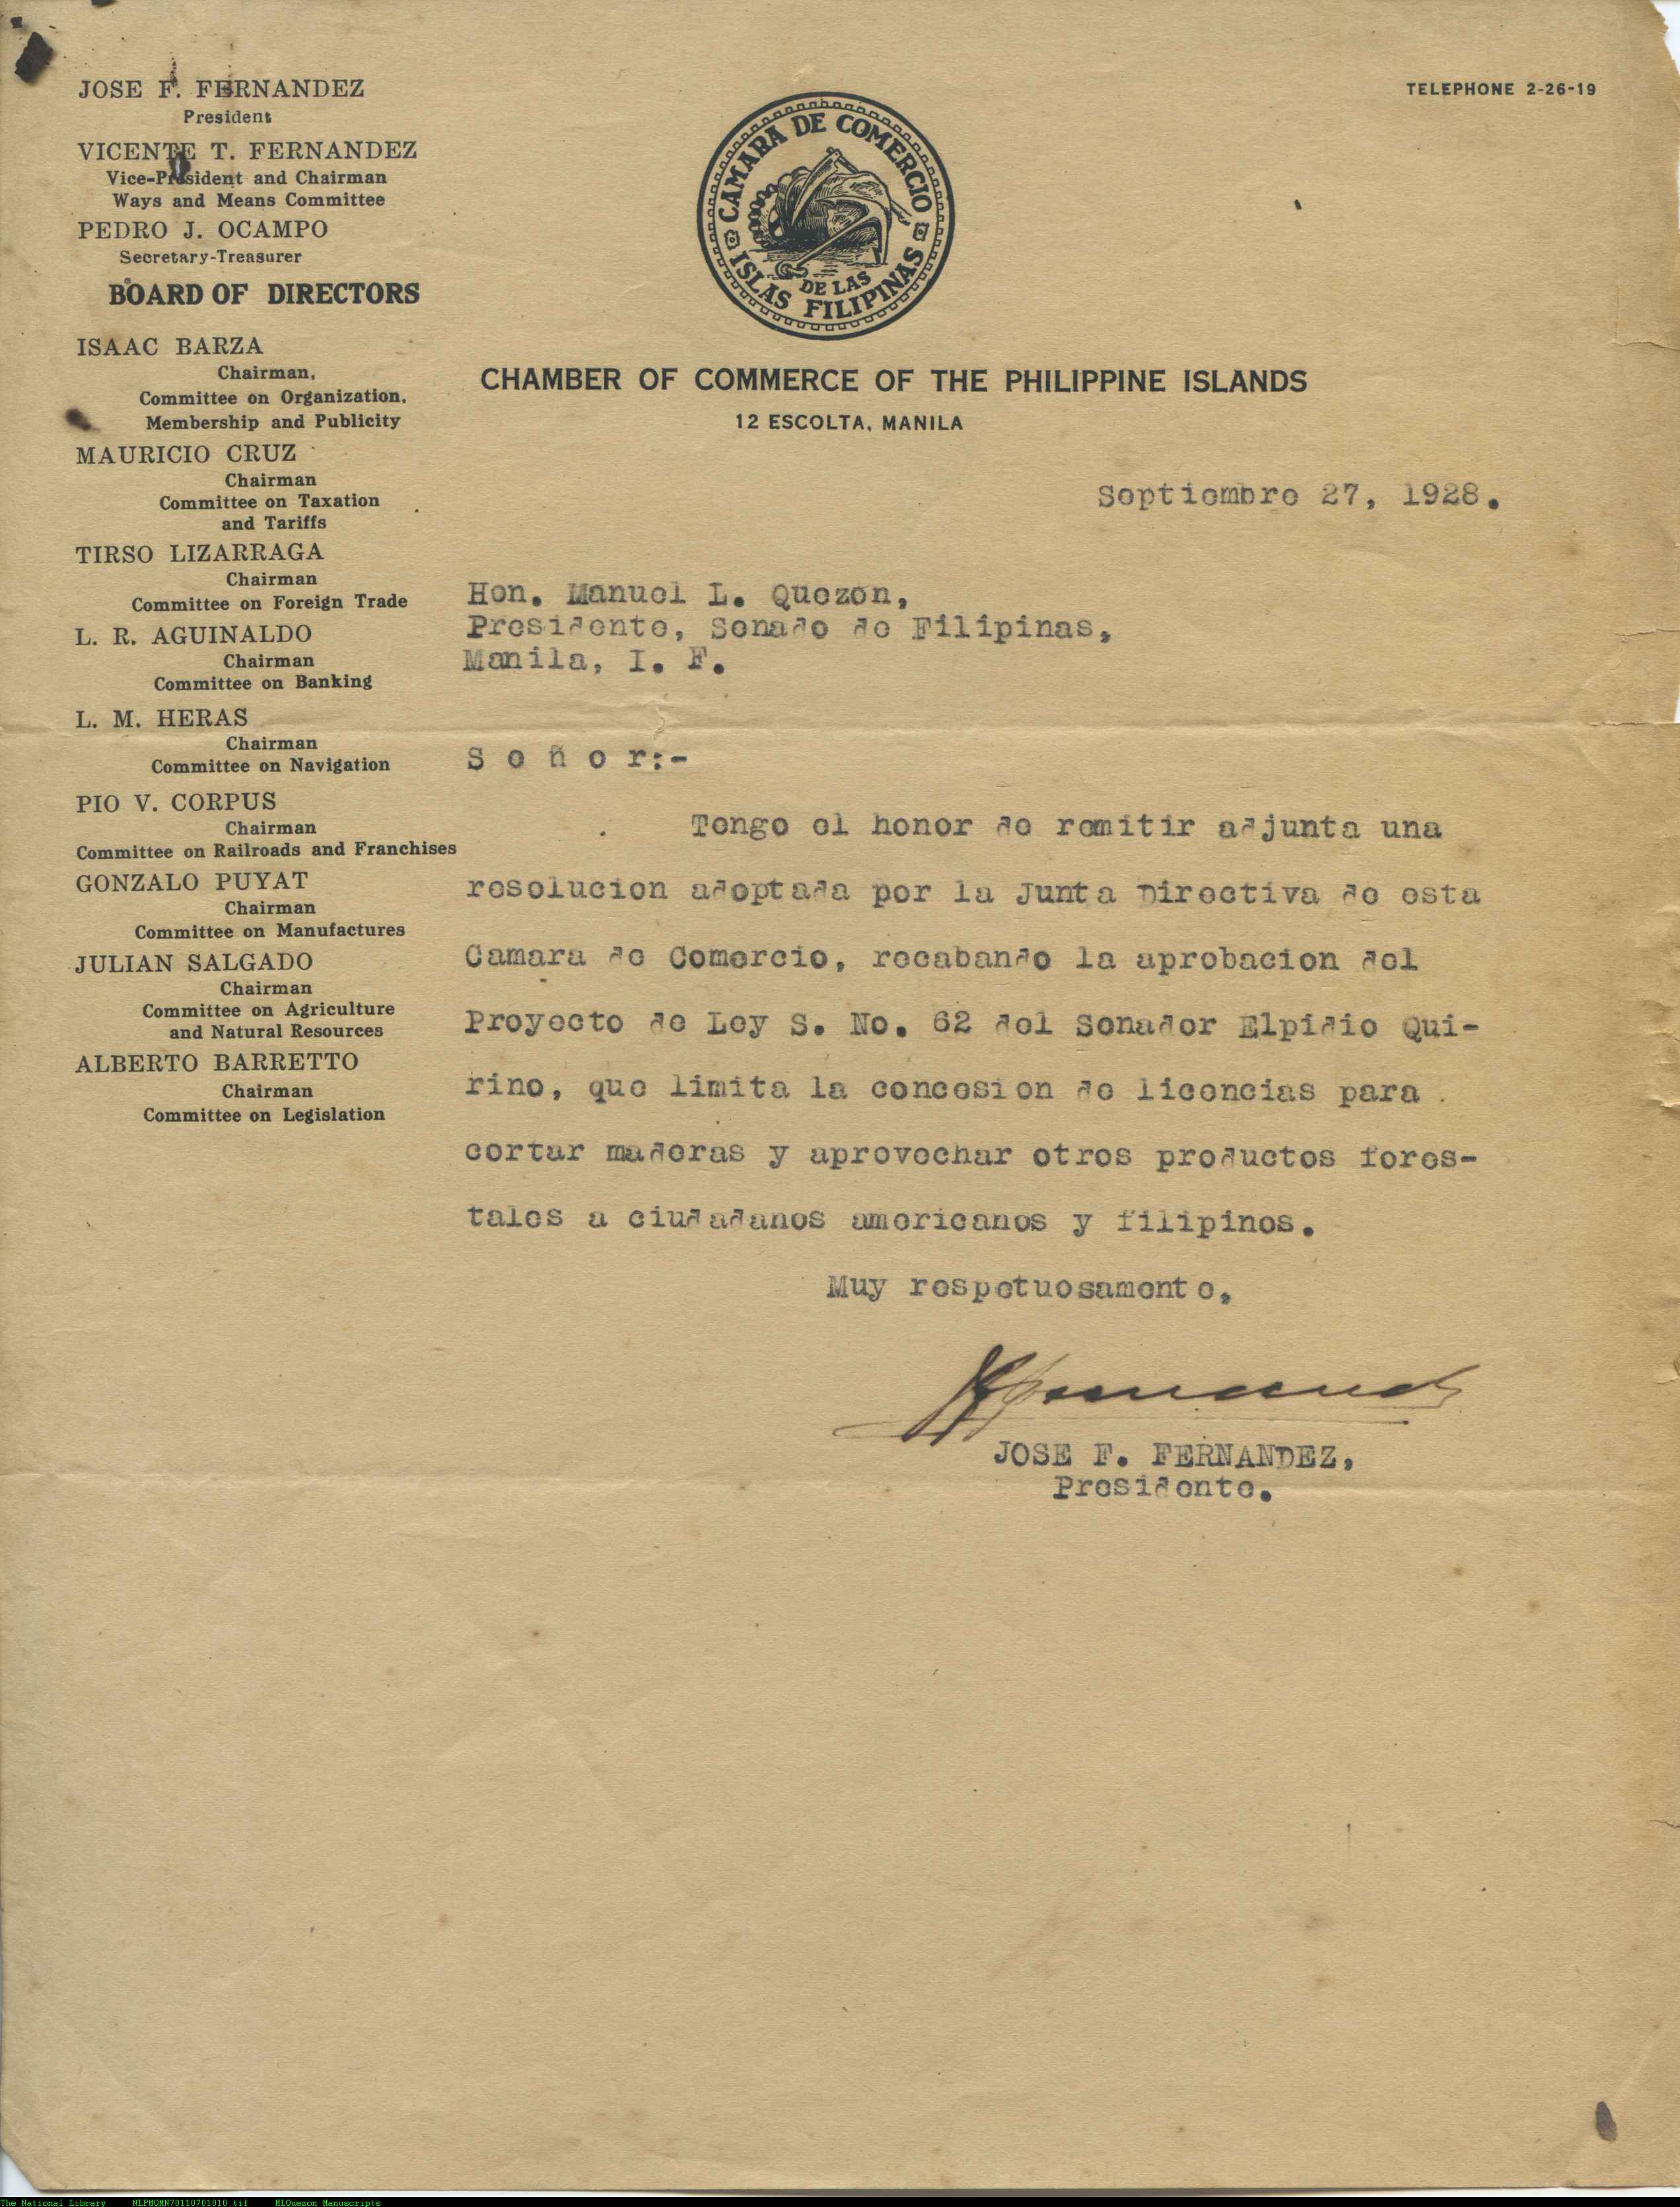 JOSE F. FERNANDEZ
President
VICENTE T. FERNANDEZ
Vice-President and Chairman
Ways and Means Committee
PEDRO J. OCAMPO
Secretary-Treasurer
BOARD OF DIRECTORS
ISAAC BARZA
Chairman,
Committee on Organization,
Membership and Publicity
MAURICIO CRUZ
Chairman
Committee on Taxation
and Tariffs
TIRSO LIZARRAGA
Chairman
Committee on Foreign Trade
L. R. AGUINALDO
Chairman
Committee on Banking
L. M. HERAS
Chairman
Committee on Navigation
PIO V. CORPUS
Chairman
Committee on Railroads and Franchises
GONZALO PUYAT
Chairman
Committee on Manufactures
JULIAN SALGADO
Chairman
Committee on Agriculture
and Natural Resources
ALBERTO BARRETTO
Chairman
Committee on Legislation
TELEPHONE 2-26-19
CAMARA DE COMERCIO
DE LAS
ISLAS FILIPINAS
CHAMBER OF COMMERCE OF THE PHILIPPINE ISLANDS
12 ESCOLTA, MANILA
Septiembre 27, 1928.
Hon. Manuel L. Quezon,
Presidente, Senado de Filipinas,
Manila, I. F.
S e ñ o r:-
Tengo el honor de remitir adjunta una
resolucion adoptada por la Junta Directiva de esta
Camara de Comercio, recabando la aprobacion del
Proyecto de Ley S. No. 62 del Senador Elpidio Qui-
rino, que limita la concesion de licencias para
cortar maderas y aprovechar otros productos fores-
tales a ciudadanos americanos y filipinos.
Muy respetuosamente,
JOSE F. FERNANDEZ,
Presidente.
The National Library NLPMQMN70110701010.tif MLQuezon Manuscripts